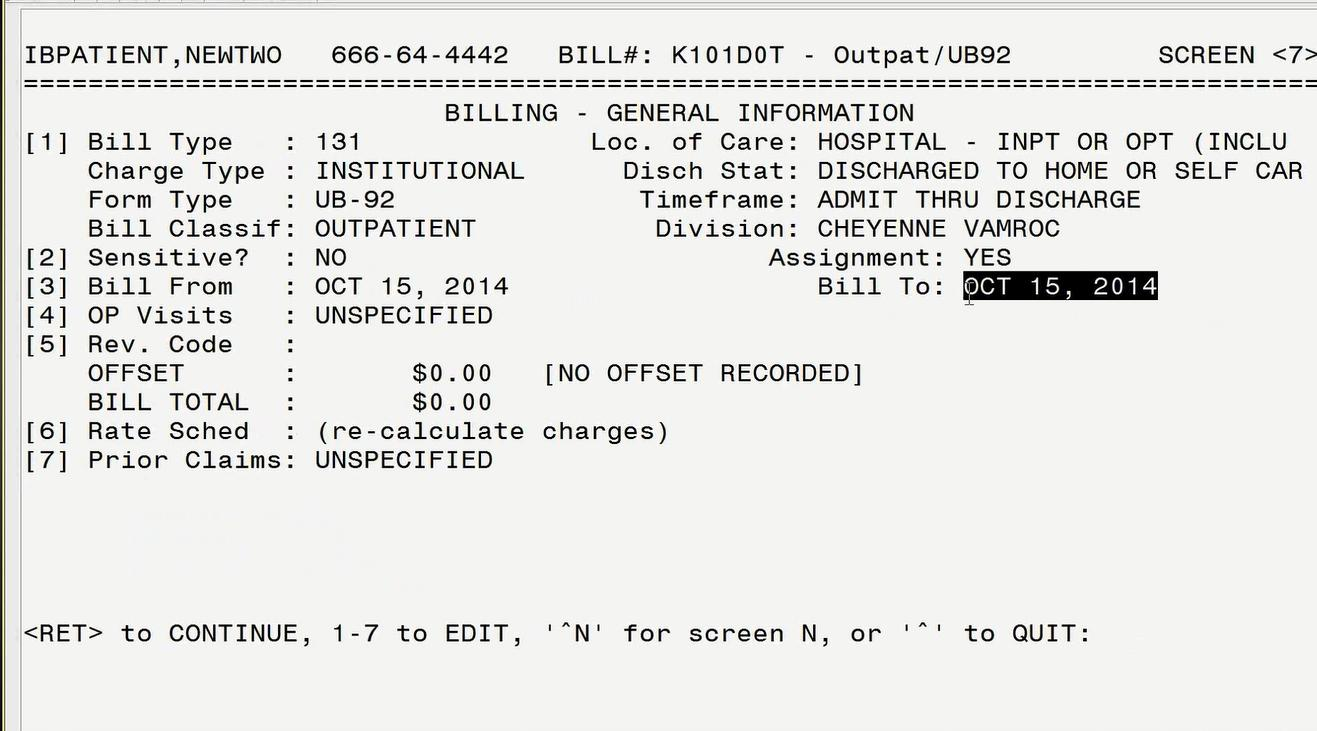 IBPATIENT,NEWTWO   666-64-4442   BILL#: K101D0T - Outpat/UB92         SCREEN <7>
================================================================================
                          BILLING - GENERAL INFORMATION
[1] Bill Type   : 131              Loc. of Care: HOSPITAL - INPT OR OPT (INCLU
    Charge Type : INSTITUTIONAL      Disch Stat: DISCHARGED TO HOME OR SELF CAR
    Form Type   : UB-92               Timeframe: ADMIT THRU DISCHARGE
    Bill Classif: OUTPATIENT           Division: CHEYENNE VAMROC
[2] Sensitive?  : NO                          Assignment: YES
[3] Bill From   : OCT 15, 2014                   Bill To: OCT 15, 2014
[4] OP Visits   : UNSPECIFIED
[5] Rev. Code   :
    OFFSET      :       $0.00   [NO OFFSET RECORDED]
    BILL TOTAL  :       $0.00
[6] Rate Sched  : (re-calculate charges)
[7] Prior Claims: UNSPECIFIED
<RET> to CONTINUE, 1-7 to EDIT, '^N' for screen N, or '^' to QUIT: